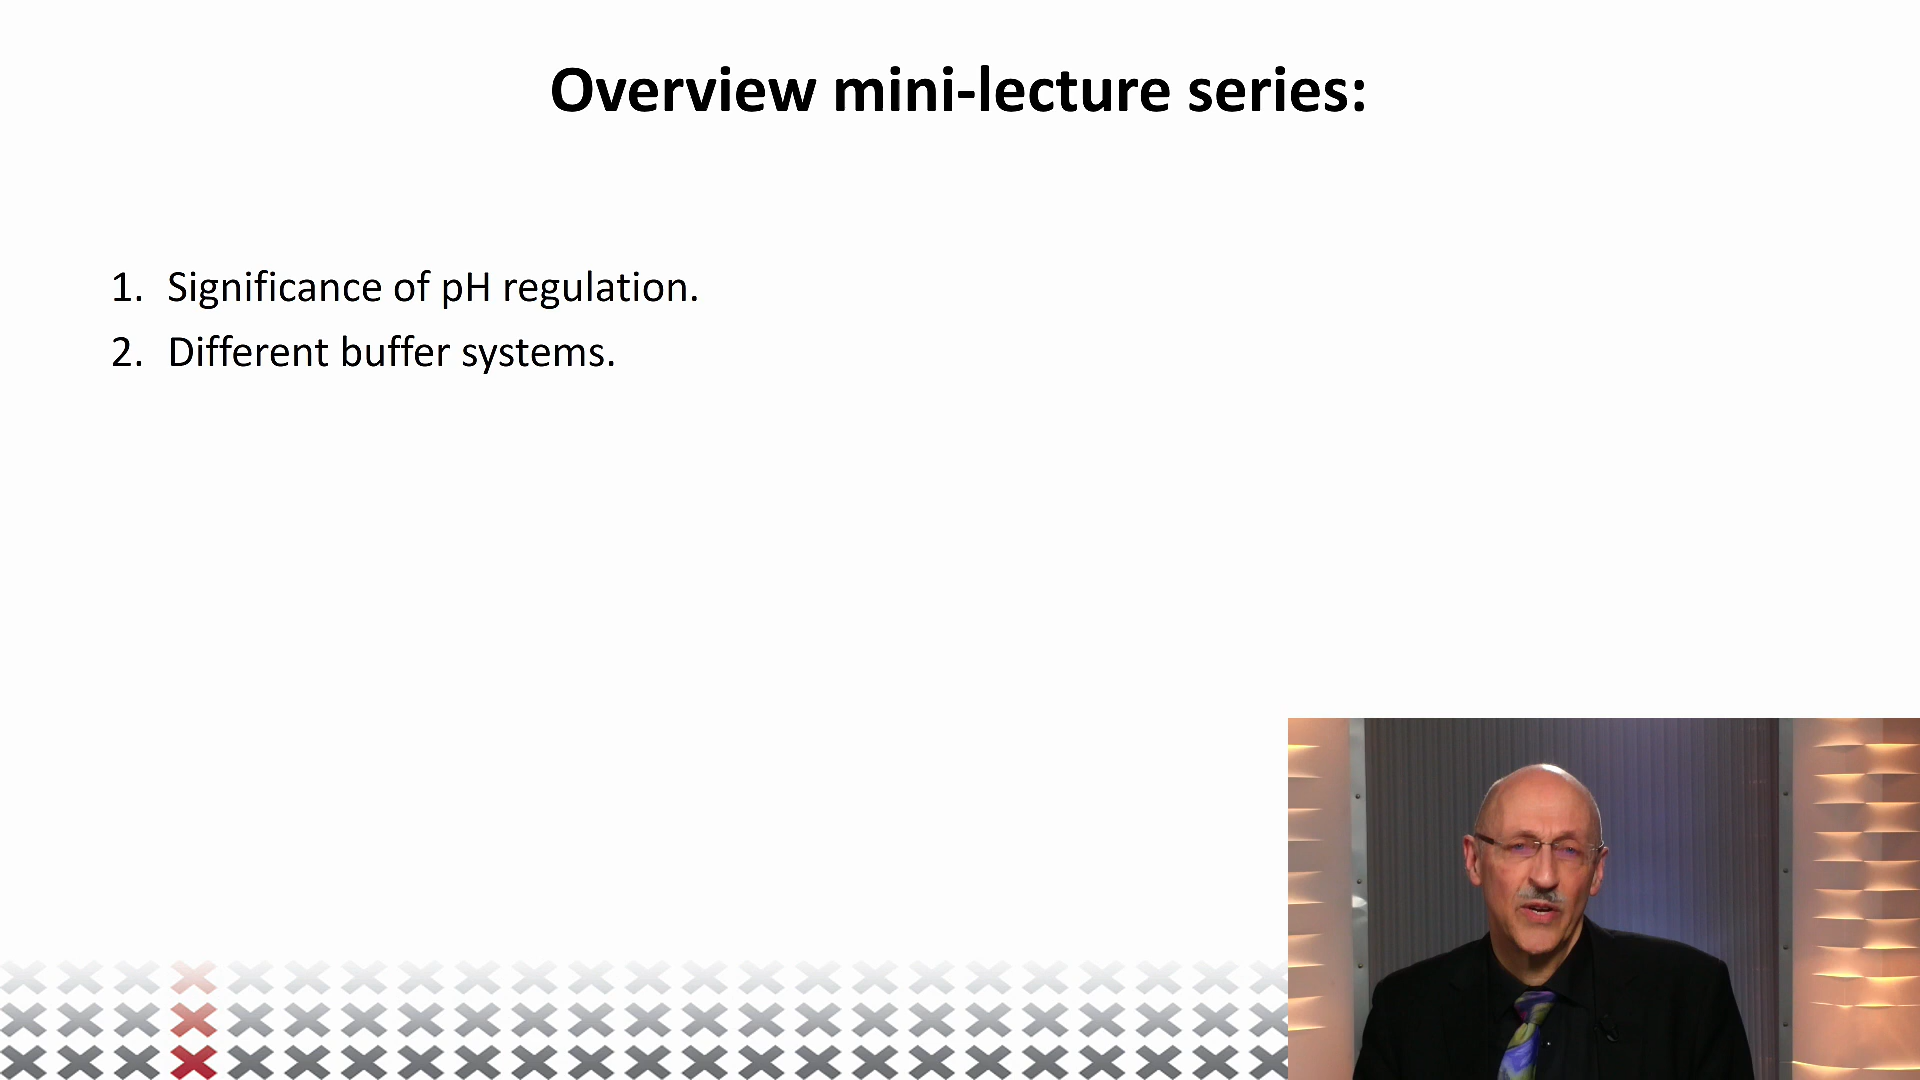 Overview mini-lecture series:
1. Significance of pH regulation.
2. Different buffer systems.